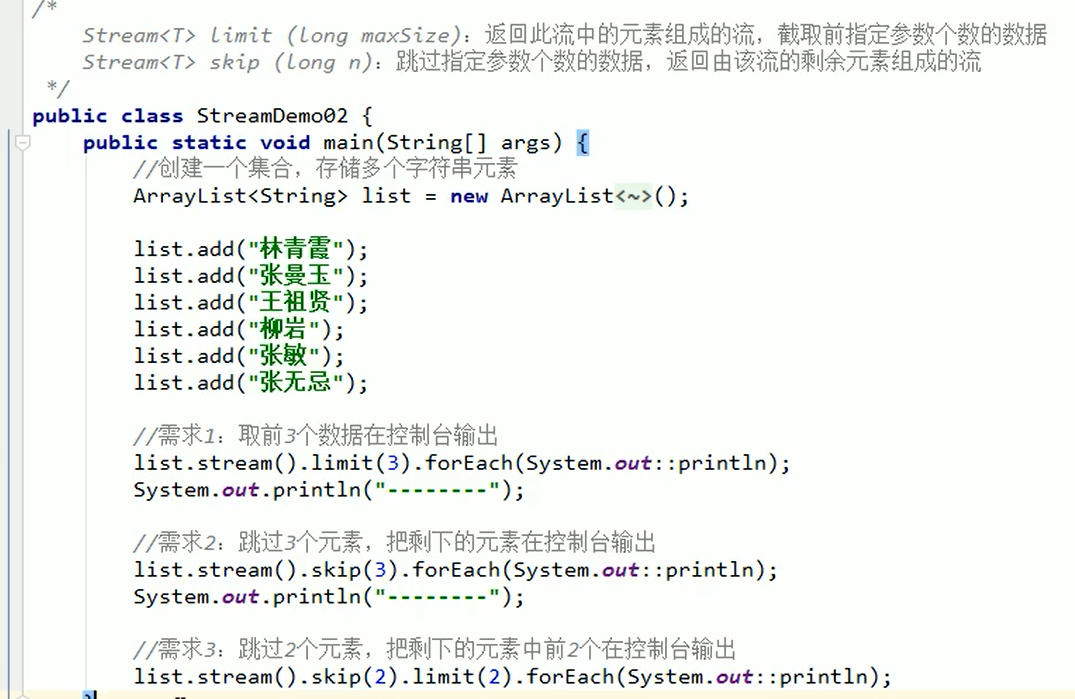 /*
Stream<T> limit (long maxSize)：返回此流中的元素组成的流，截取前指定参数个数的数据
Stream<T> skip (long n)：跳过指定参数个数的数据，返回由该流的剩余元素组成的流
*/
public class StreamDemo02 {
public static void main(String[] args) {
//创建一个集合，存储多个字符串元素
ArrayList<String> list = new ArrayList<~>();
list.add("林青霞");
list.add("张曼玉");
list.add("王祖贤");
list.add("柳岩");
list.add("张敏");
list.add("张无忌");
//需求1：取前3个数据在控制台输出
list.stream().limit(3).forEach(System.out::println);
System.out.println("--------");
//需求2：跳过3个元素，把剩下的元素在控制台输出
list.stream().skip(3).forEach(System.out::println);
System.out.println("--------");
//需求3：跳过2个元素，把剩下的元素中前2个在控制台输出
list.stream().skip(2).limit(2).forEach(System.out::println);
}